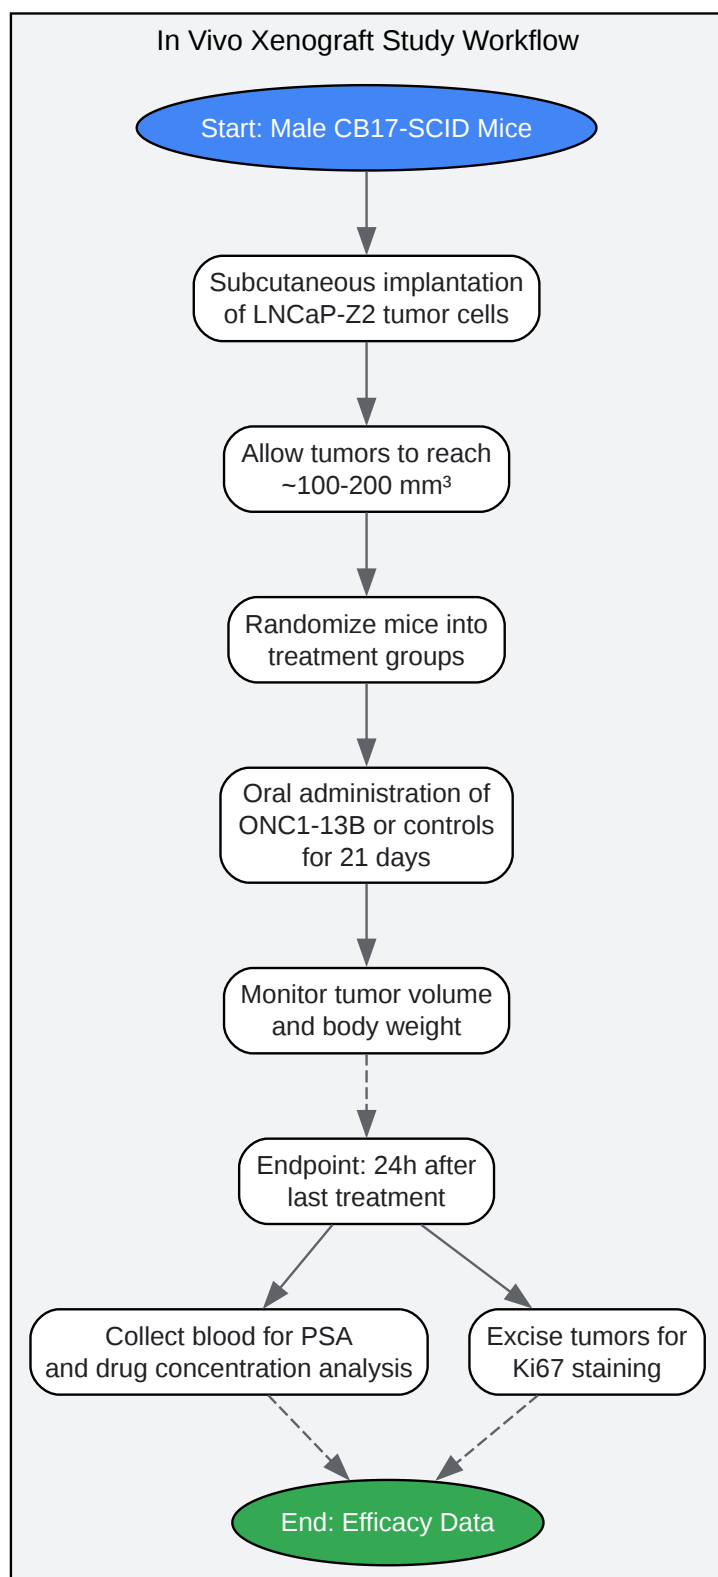 In Vivo Xenograft Study Workflow
Start: Male CB17-SCID Mice
Subcutaneous implantation
of LNCaP-Z2 tumor cells
Allow tumors to reach
~100-200 mm³
Randomize mice into
treatment groups
Oral administration of
ONC1-13B or controls
for 21 days
Monitor tumor volume
and body weight
Endpoint: 24h after
last treatment
Collect blood for PSA
and drug concentration analysis
Excise tumors for
Ki67 staining
End: Efficacy Data